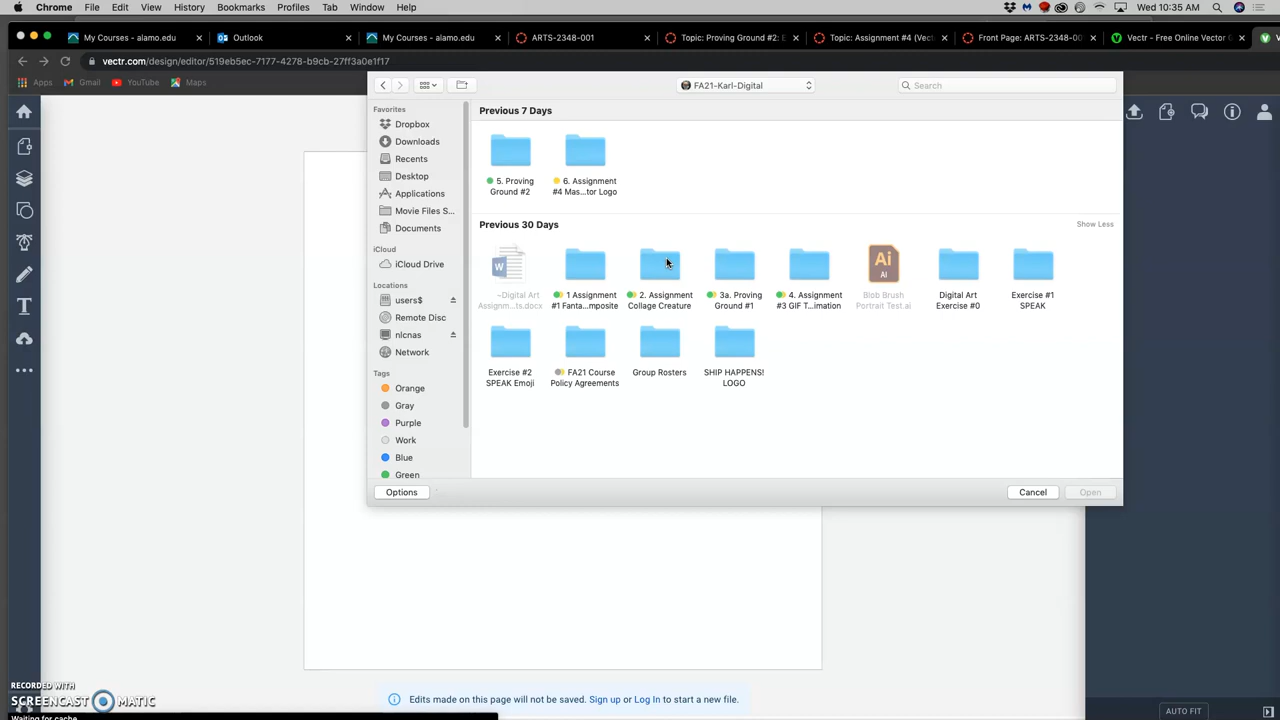 Chrome File Edit View History Bookmarks Profiles Tab Window Help Wed 10:35 AM
My Courses - alamo.edu Outlook My Courses - alamo.edu ARTS-2348-001 Topic: Proving Ground #2: E Topic: Assignment #4 (Vect Front Page: ARTS-2348-00 Vectr - Free Online Vector G
vectr.com/design/editor/519eb5ec-7177-4278-b9cb-27ff3a0e1f17
Apps Gmail YouTube Maps
FA21-Karl-Digital Search
Favorites
Dropbox
Downloads
Recents
Desktop
Applications
Movie Files S...
Documents
iCloud
iCloud Drive
Locations
users$
Remote Disc
nlcnas
Network
Tags
Orange
Gray
Purple
Work
Blue
Green
Previous 7 Days
5. Proving
Ground #2
6. Assignment
#4 Mas...tor Logo
Previous 30 Days Show Less
W
~Digital Art
Assignm...ts.docx
1 Assignment
#1 Fanta...mposite
2. Assignment
Collage Creature
3a. Proving
Ground #1
4. Assignment
#3 GIF T...imation
Ai
AI
Blob Brush
Portrait Test.ai
Digital Art
Exercise #0
Exercise #1
SPEAK
Exercise #2
SPEAK Emoji
FA21 Course
Policy Agreements
Group Rosters
SHIP HAPPENS!
LOGO
Options Cancel Open
T
RECORDED WITH
SCREENCAST MATIC
Edits made on this page will not be saved. Sign up or Log In to start a new file.
AUTO FIT
Waiting for cache